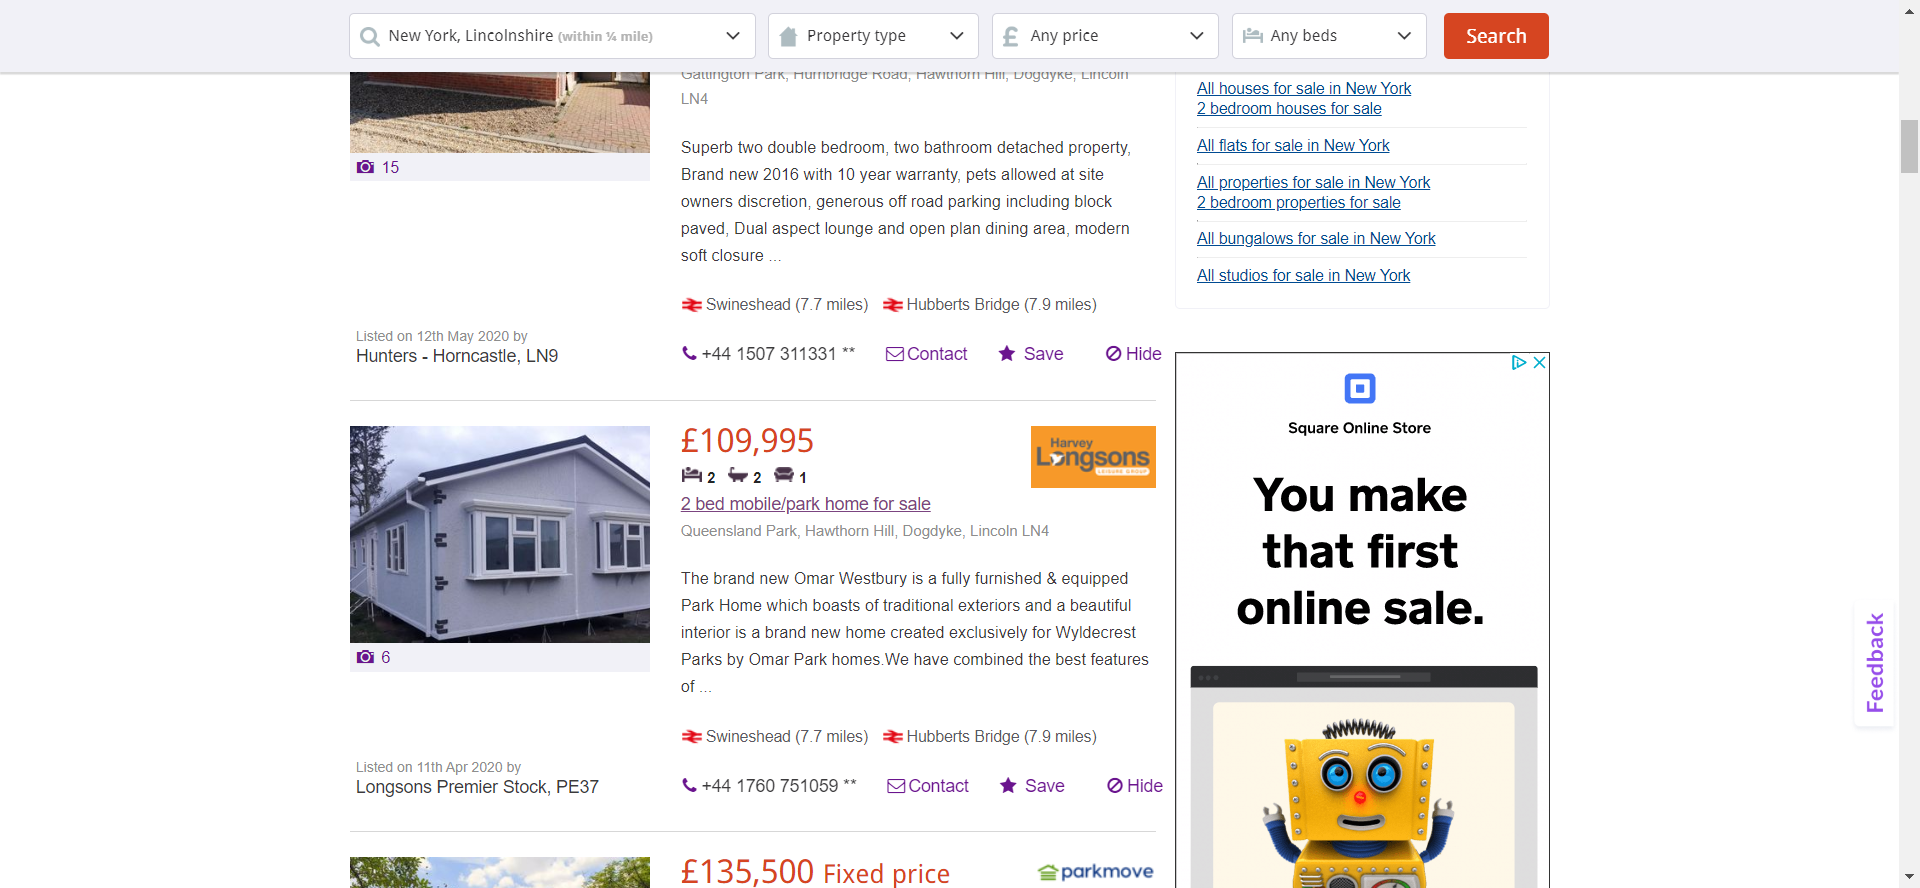 New York, Lincolnshire (within ¼ mile)
Property type
Any price
Any beds
Search
Gattington Park, Humbridge Road, Hawthorn Hill, Dogdyke, Lincoln
LN4
15
Superb two double bedroom, two bathroom detached property,
Brand new 2016 with 10 year warranty, pets allowed at site
owners discretion, generous off road parking including block
paved, Dual aspect lounge and open plan dining area, modern
soft closure ...
Swineshead (7.7 miles) Hubberts Bridge (7.9 miles)
Listed on 12th May 2020 by
Hunters - Horncastle, LN9
+44 1507 311331 ** Contact Save Hide
£109,995
2 2 1
2 bed mobile/park home for sale
Queensland Park, Hawthorn Hill, Dogdyke, Lincoln LN4
Harvey
Longsons
LEISURE GROUP
6
The brand new Omar Westbury is a fully furnished & equipped
Park Home which boasts of traditional exteriors and a beautiful
interior is a brand new home created exclusively for Wyldecrest
Parks by Omar Park homes.We have combined the best features
of ...
Swineshead (7.7 miles) Hubberts Bridge (7.9 miles)
Listed on 11th Apr 2020 by
Longsons Premier Stock, PE37
+44 1760 751059 ** Contact Save Hide
£135,500 Fixed price
parkmove
All houses for sale in New York
2 bedroom houses for sale
All flats for sale in New York
All properties for sale in New York
2 bedroom properties for sale
All bungalows for sale in New York
All studios for sale in New York
Square Online Store
You make
that first
online sale.
Feedback